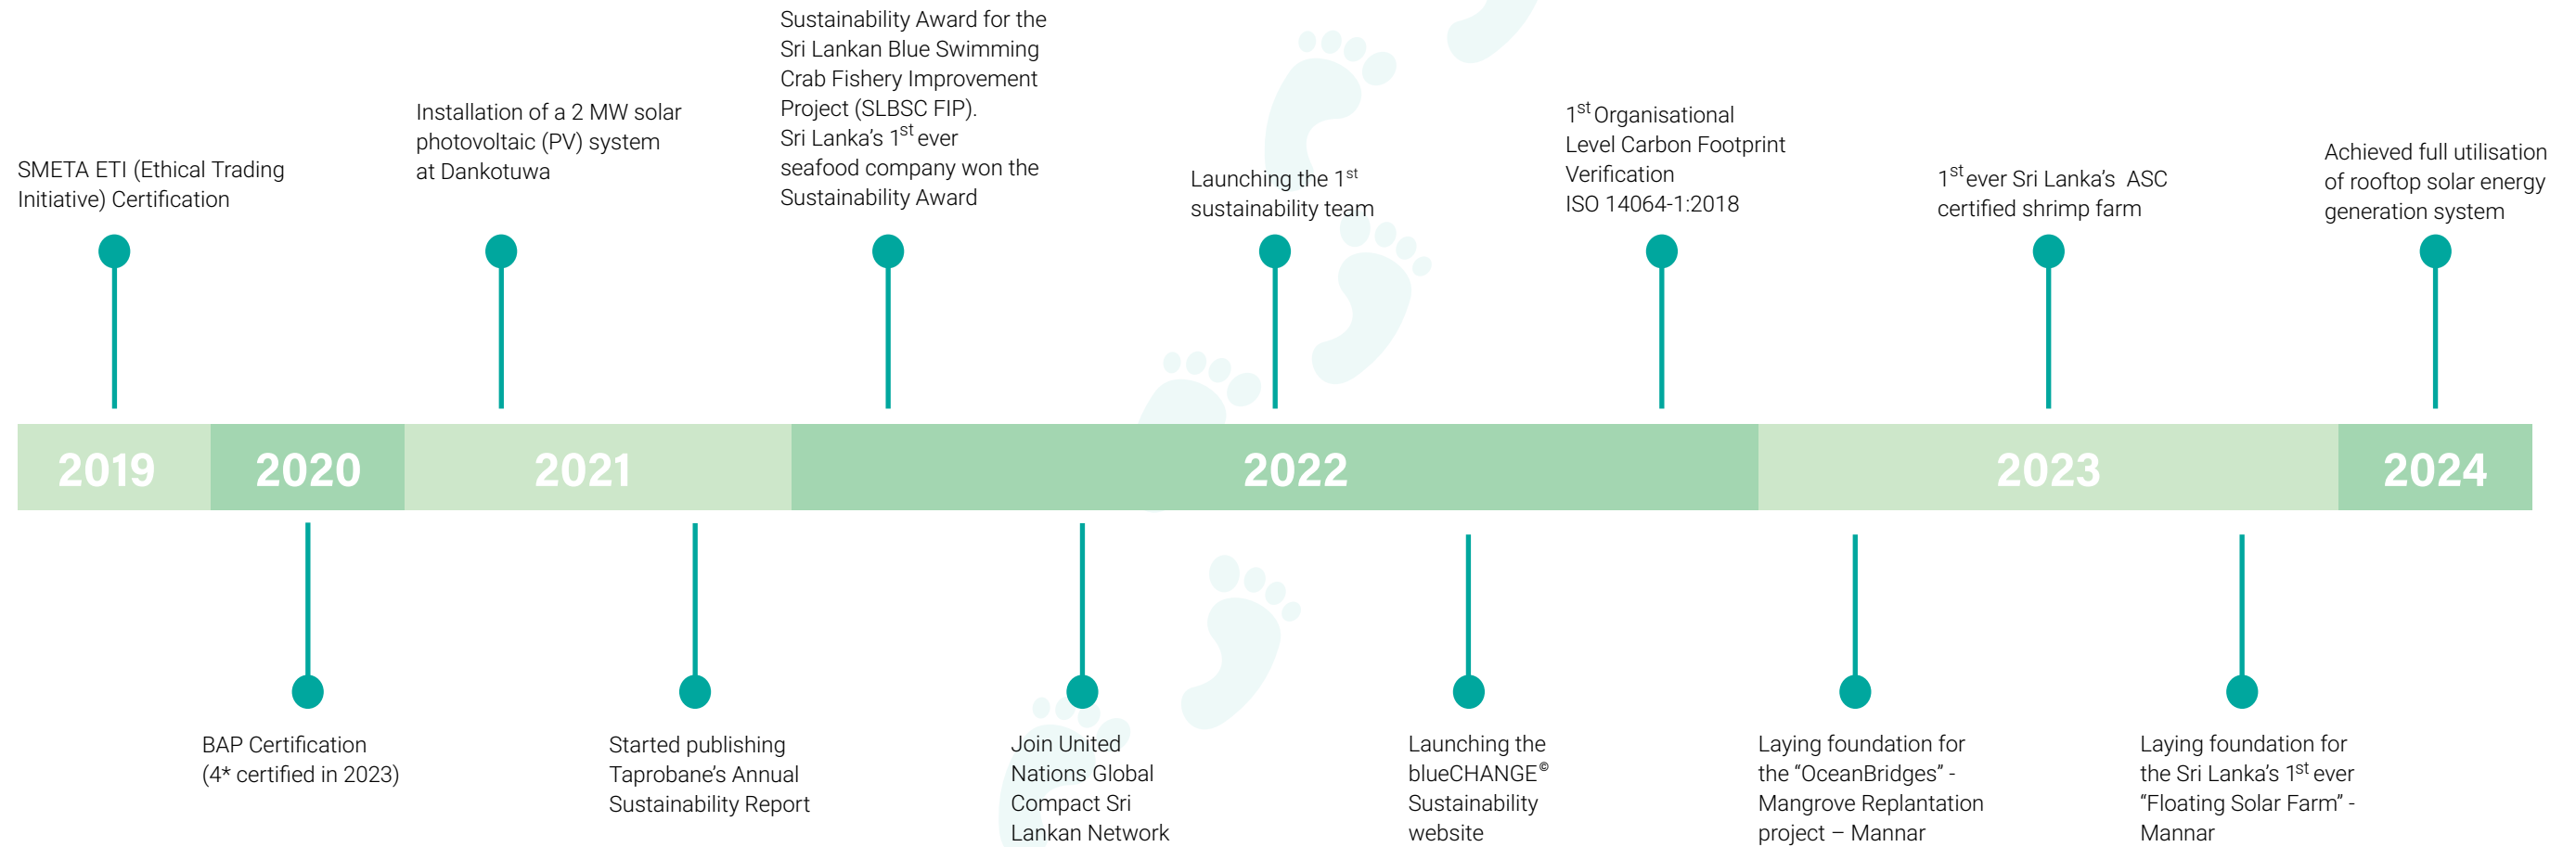 SMETA ETI (Ethical Trading
Initiative) Certification
Installation of a 2 MW solar
photovoltaic (PV) system
at Dankotuwa
Sustainability Award for the
Sri Lankan Blue Swimming
Crab Fishery Improvement
Project (SLBSC FIP).
Sri Lanka’s 1st ever
seafood company won the
Sustainability Award
Launching the 1st
sustainability team
1st Organisational
Level Carbon Footprint
Verification
ISO 14064-1:2018
1st ever Sri Lanka’s ASC
certified shrimp farm
Achieved full utilisation
of rooftop solar energy
generation system
2019
2020
2021
2022
2023
2024
BAP Certification
(4* certified in 2023)
Started publishing
Taprobane’s Annual
Sustainability Report
Join United
Nations Global
Compact Sri
Lankan Network
Launching the
blueCHANGE©
Sustainability
website
Laying foundation for
the “OceanBridges” -
Mangrove Replantation
project – Mannar
Laying foundation for
the Sri Lanka’s 1st ever
“Floating Solar Farm” -
Mannar